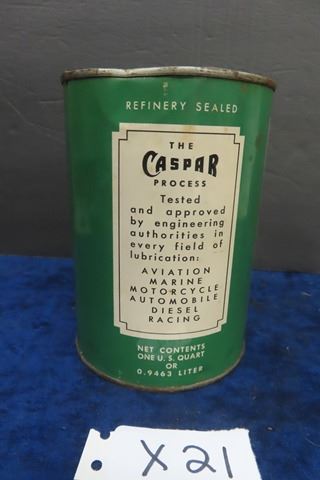 REFINERY SEALED
THE
CASPAR
PROCESS
Tested
and approved
by engineering
authorities in
every field of
lubrication:
AVIATION
MARINE
MOTORCYCLE
AUTOMOBILE
DIESEL
RACING
NET CONTENTS
ONE U. S. QUART
OR
0.9463 LITER
X21